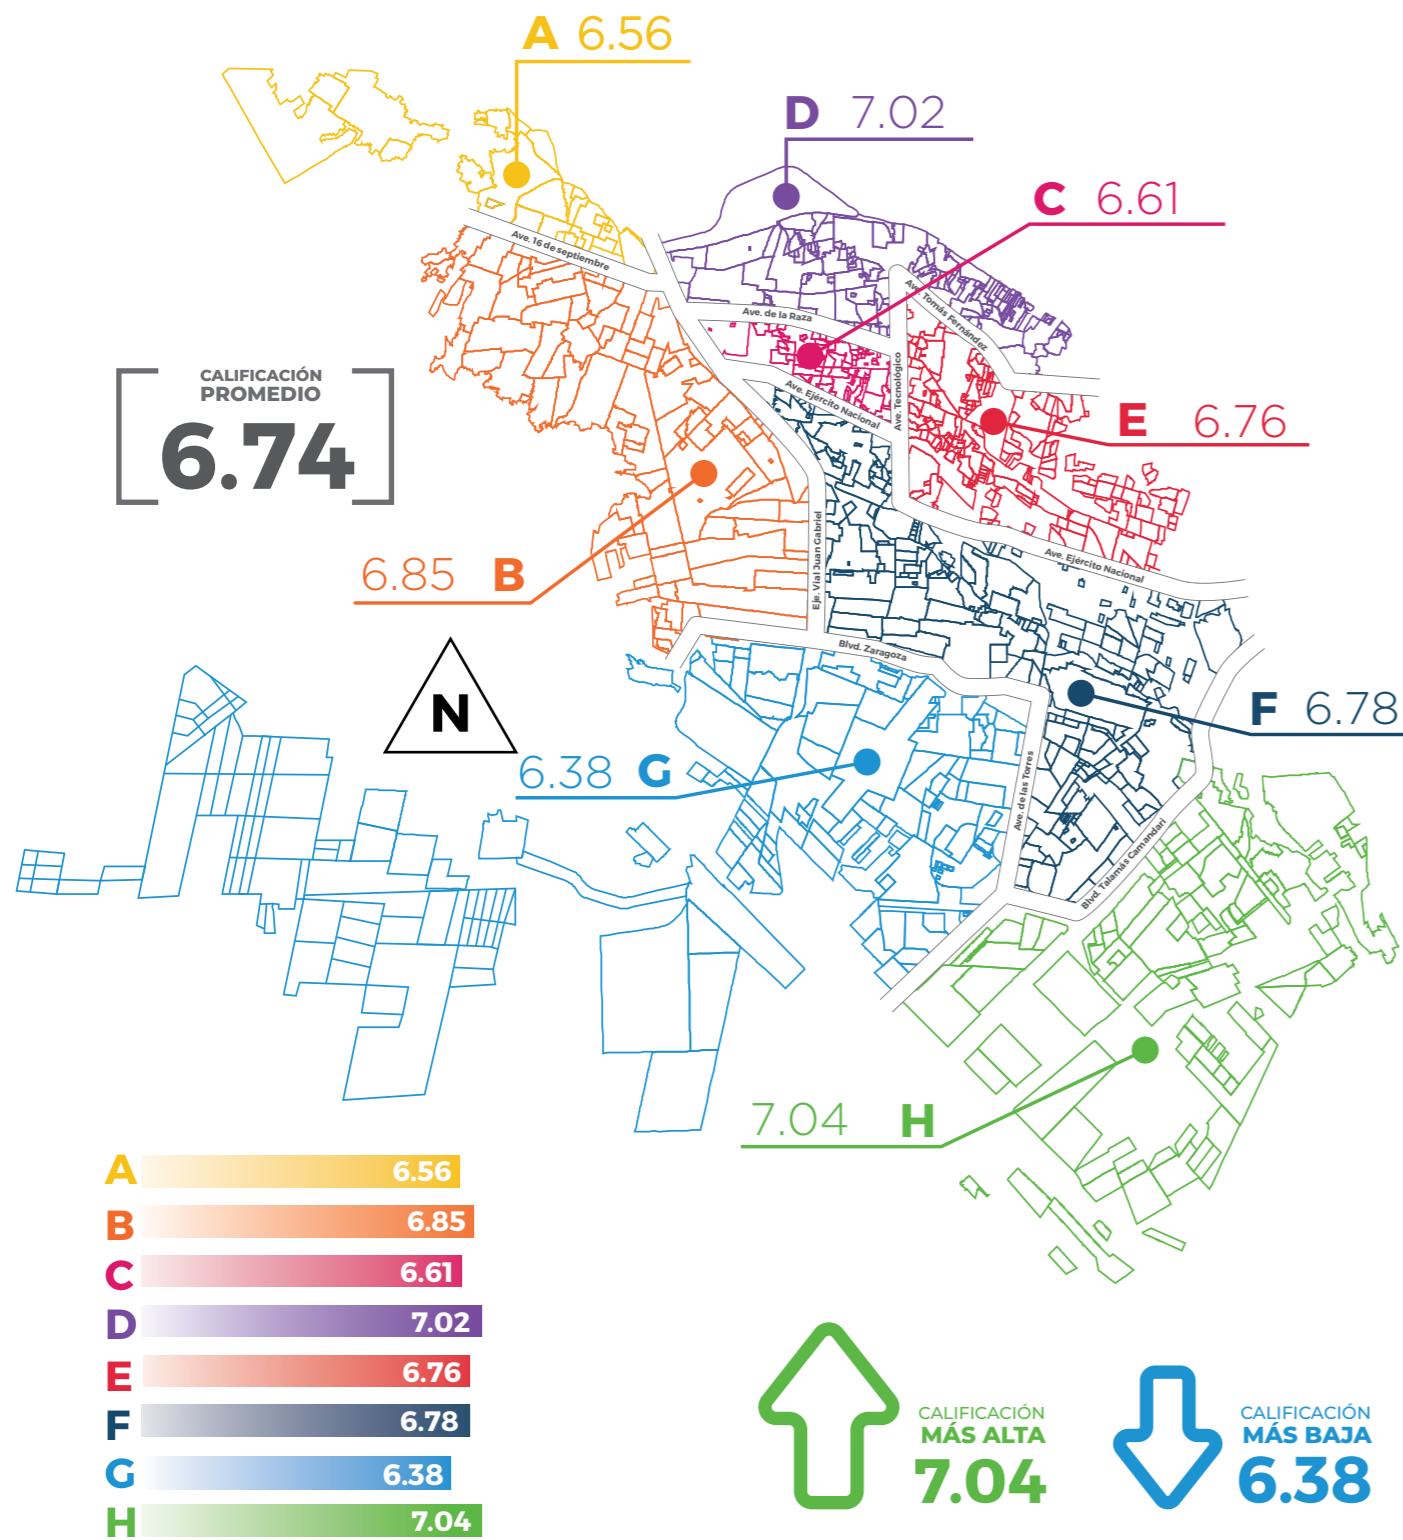 A 6.56
D 7.02
C 6.61
Ave. 16 de septiembre
Ave. Tomás Fernández
Ave. de la Raza
Ave. Tecnológico
Ave. Ejército Nacional
CALIFICACIÓN
PROMEDIO
6.74
E 6.76
Eje. Vial Juan Gabriel
Ave. Ejército Nacional
6.85 B
Blvd. Zaragoza
N
F 6.78
6.38 G
Ave. de las Torres
Blvd. Talamás Camandari
7.04 H
A 6.56
B 6.85
C 6.61
D 7.02
E 6.76
F 6.78
G 6.38
H 7.04
CALIFICACIÓN
MÁS ALTA
7.04
CALIFICACIÓN
MÁS BAJA
6.38